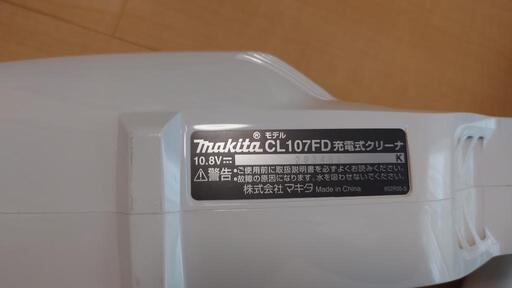 makita® モデル CL107FD 充電式クリーナ
10.8V⎓ K
⚠警告 ●ご使用前に取扱説明書を必ずよくお読みください。
●故障の原因になります。水を吸わせないでください。
株式会社 マキタ Made in China